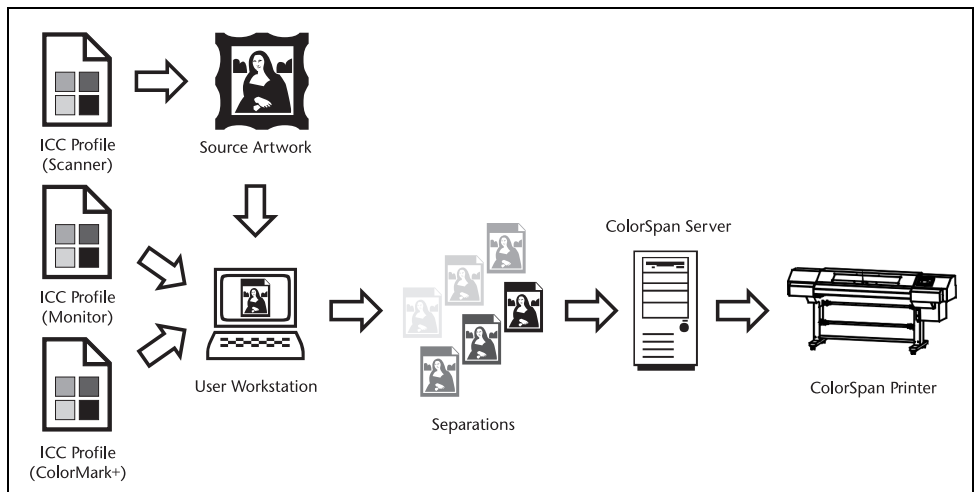 ICC Profile
(Scanner)
Source Artwork
ColorSpan Server
ICC Profile
(Monitor)
User Workstation
ColorSpan Printer
Separations
ICC Profile
(ColorMark+)